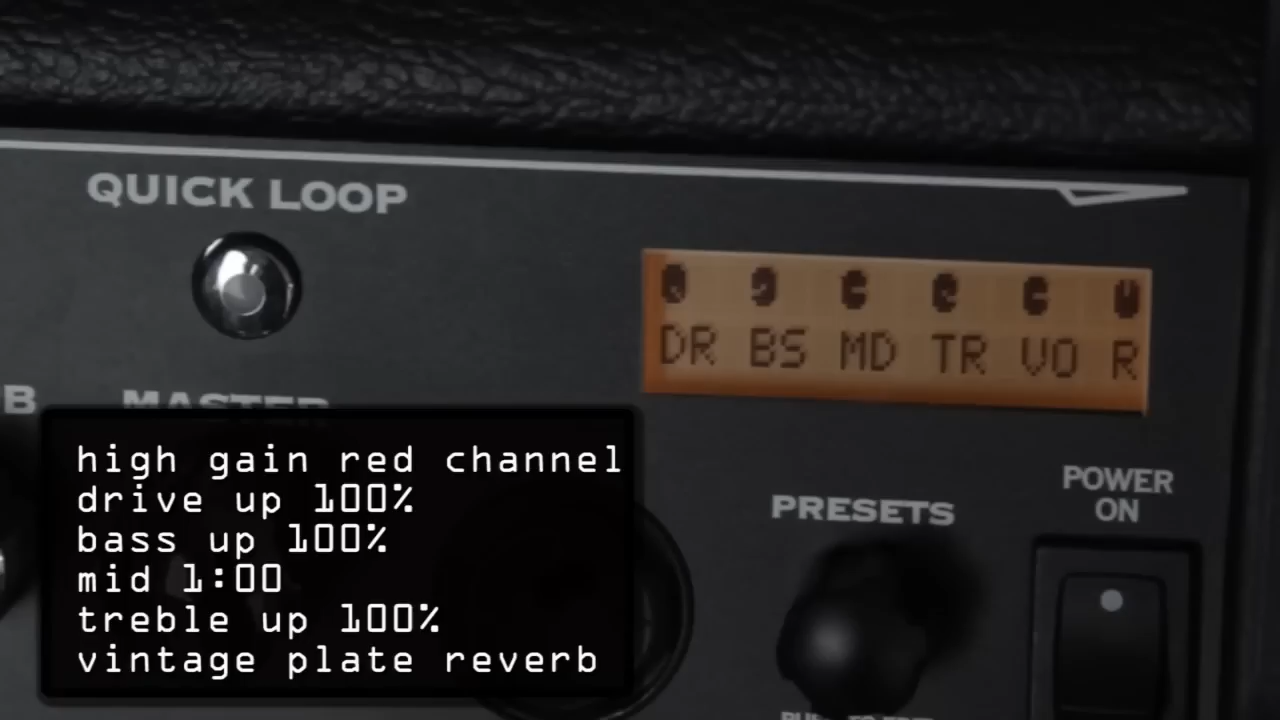 QUICK LOOP
DR BS MD TR VO R
B
MASTER
POWER
ON
PRESETS
high gain red channel
drive up 100%
bass up 100%
mid 1:00
treble up 100%
vintage plate reverb